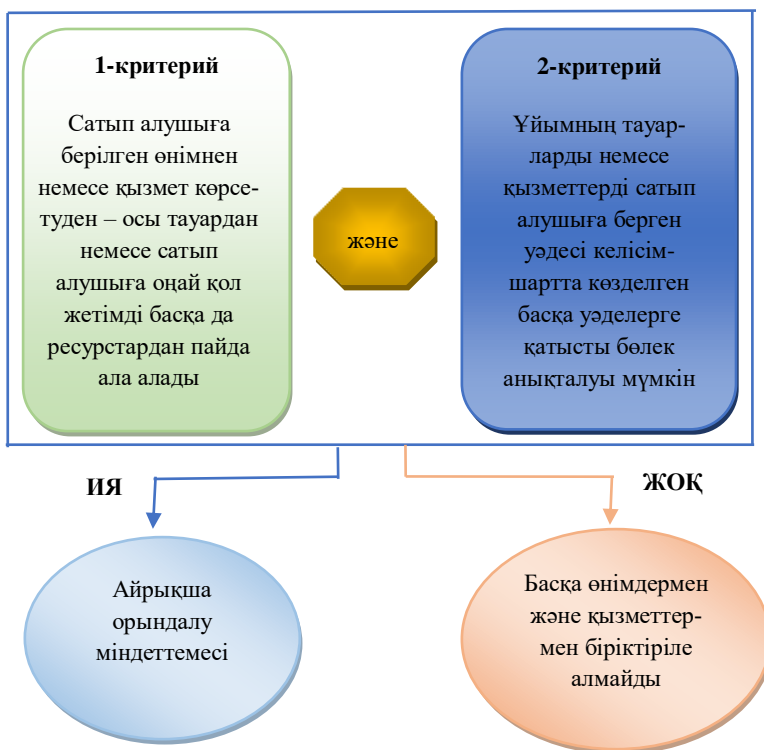 1-критерий
Сатып алушыға
берілген өнімнен
немесе қызмет көрсе-
туден – осы тауардан
немесе сатып
алушыға оңай қол
жетімді басқа да
ресурстардан пайда
ала алады
және
2-критерий
Ұйымның тауар-
ларды немесе
қызметтерді сатып
алушыға берген
уәдесі келісім-
шартта көзделген
басқа уәделерге
қатысты бөлек
анықталуы мүмкін
ИЯ
ЖОҚ
Айрықша
орындалу
міндеттемесі
Басқа өнімдермен
және қызметтер-
мен біріктіріле
алмайды